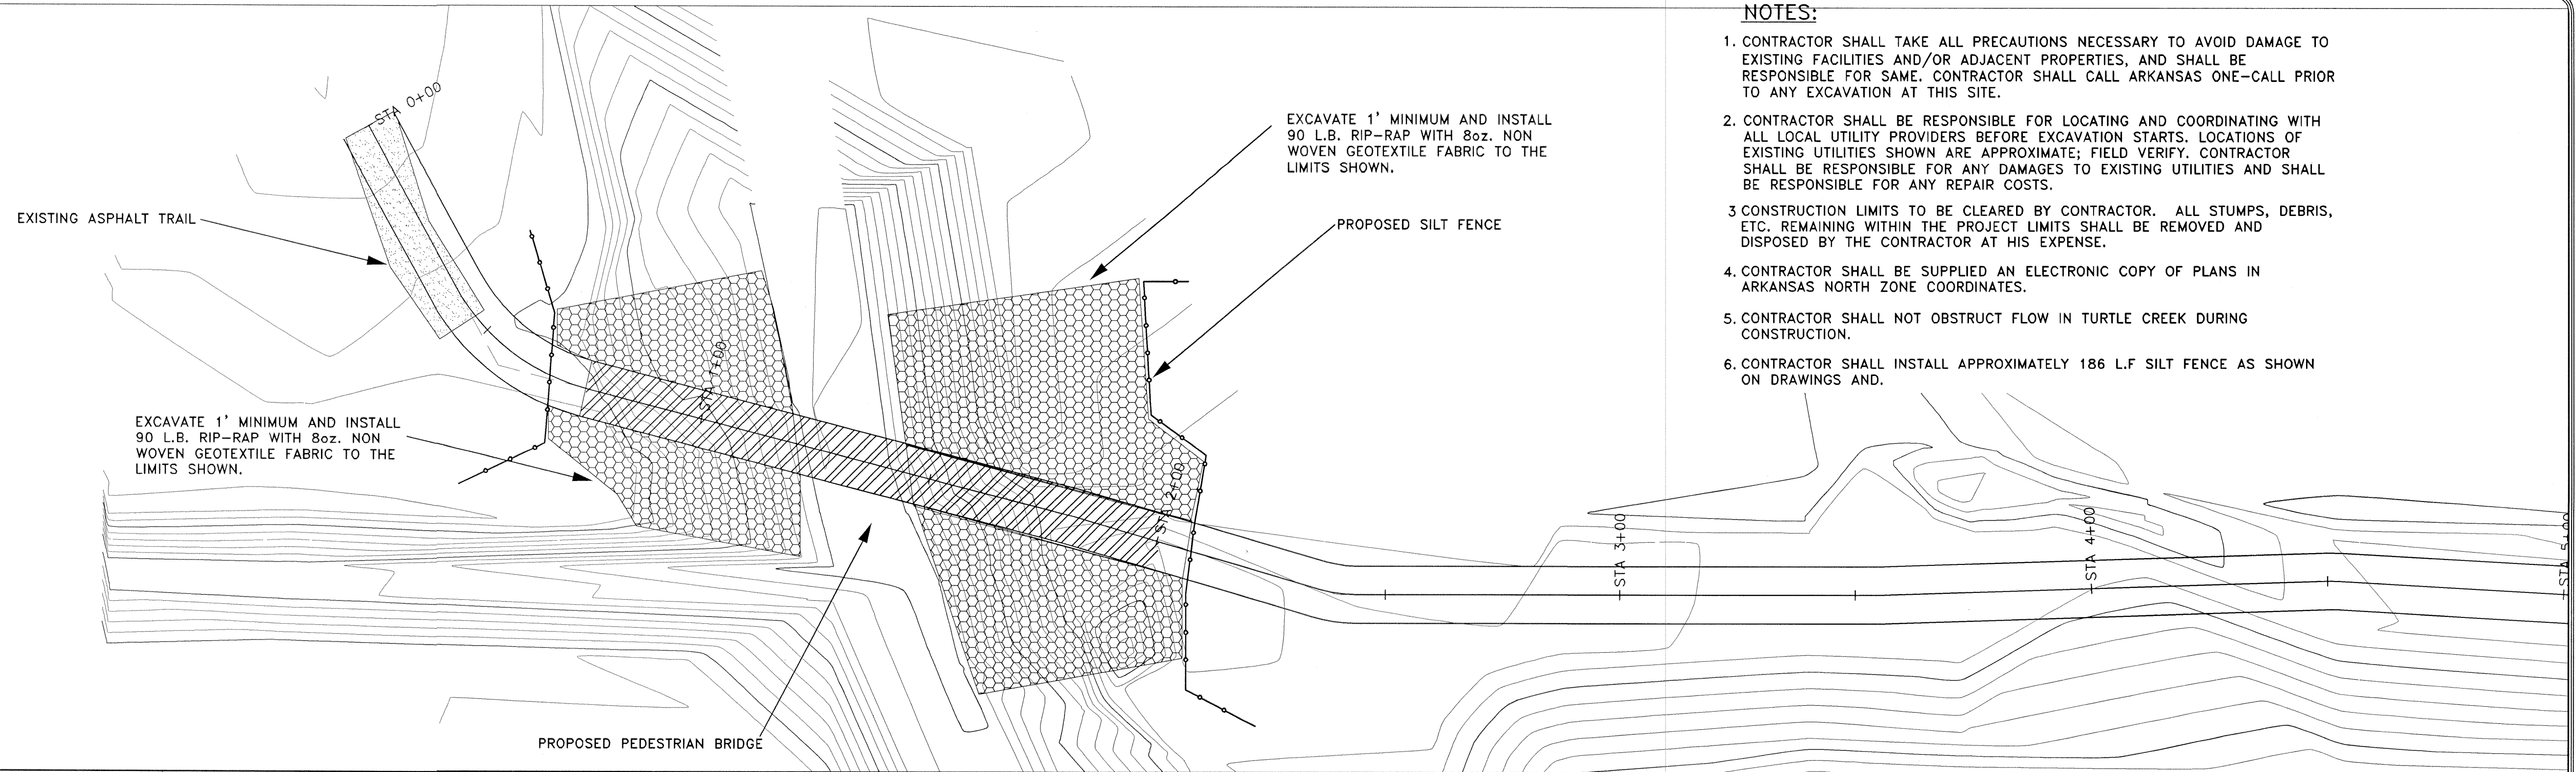 NOTES:
1. CONTRACTOR SHALL TAKE ALL PRECAUTIONS NECESSARY TO AVOID DAMAGE TO
EXISTING FACILITIES AND/OR ADJACENT PROPERTIES, AND SHALL BE
RESPONSIBLE FOR SAME. CONTRACTOR SHALL CALL ARKANSAS ONE-CALL PRIOR
TO ANY EXCAVATION AT THIS SITE.
2. CONTRACTOR SHALL BE RESPONSIBLE FOR LOCATING AND COORDINATING WITH
ALL LOCAL UTILITY PROVIDERS BEFORE EXCAVATION STARTS. LOCATIONS OF
EXISTING UTILITIES SHOWN ARE APPROXIMATE; FIELD VERIFY. CONTRACTOR
SHALL BE RESPONSIBLE FOR ANY DAMAGES TO EXISTING UTILITIES AND SHALL
BE RESPONSIBLE FOR ANY REPAIR COSTS.
3 CONSTRUCTION LIMITS TO BE CLEARED BY CONTRACTOR. ALL STUMPS, DEBRIS,
ETC. REMAINING WITHIN THE PROJECT LIMITS SHALL BE REMOVED AND
DISPOSED BY THE CONTRACTOR AT HIS EXPENSE.
4. CONTRACTOR SHALL BE SUPPLIED AN ELECTRONIC COPY OF PLANS IN
ARKANSAS NORTH ZONE COORDINATES.
5. CONTRACTOR SHALL NOT OBSTRUCT FLOW IN TURTLE CREEK DURING
CONSTRUCTION.
6. CONTRACTOR SHALL INSTALL APPROXIMATELY 186 L.F SILT FENCE AS SHOWN
ON DRAWINGS AND.
STA 0+00
EXISTING ASPHALT TRAIL
EXCAVATE 1' MINIMUM AND INSTALL
90 L.B. RIP-RAP WITH 8oz. NON
WOVEN GEOTEXTILE FABRIC TO THE
LIMITS SHOWN.
PROPOSED SILT FENCE
STA 1+00
EXCAVATE 1' MINIMUM AND INSTALL
90 L.B. RIP-RAP WITH 8oz. NON
WOVEN GEOTEXTILE FABRIC TO THE
LIMITS SHOWN.
STA 2+00
STA 3+00
STA 4+00
STA 5+00
PROPOSED PEDESTRIAN BRIDGE